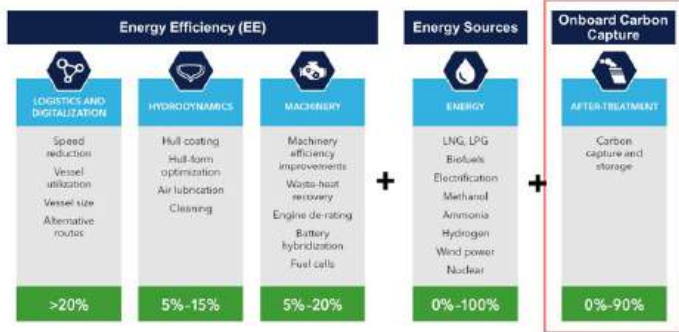 Energy Efficiency (EE)
Energy Sources
Onboard Carbon
Capture
LOGISTICS AND
DIGITALIZATION
Speed
reduction
Vessel
utilization
Vessel size
Alternative
routes
>20%
HYDRODYNAMICS
Hull coating
Hull-form
optimization
Air lubrication
Cleaning
5%-15%
MACHINERY
Machinery
efficiency
improvements
Waste-heat
recovery
Engine de-rating
Battery
hybridization
Fuel cells
5%-20%
+
ENERGY
LNG, LPG
Biofuels
Electrification
Methanol
Ammonia
Hydrogen
Wind power
Nuclear
0%-100%
+
AFTER-TREATMENT
Carbon
capture and
storage
0%-90%